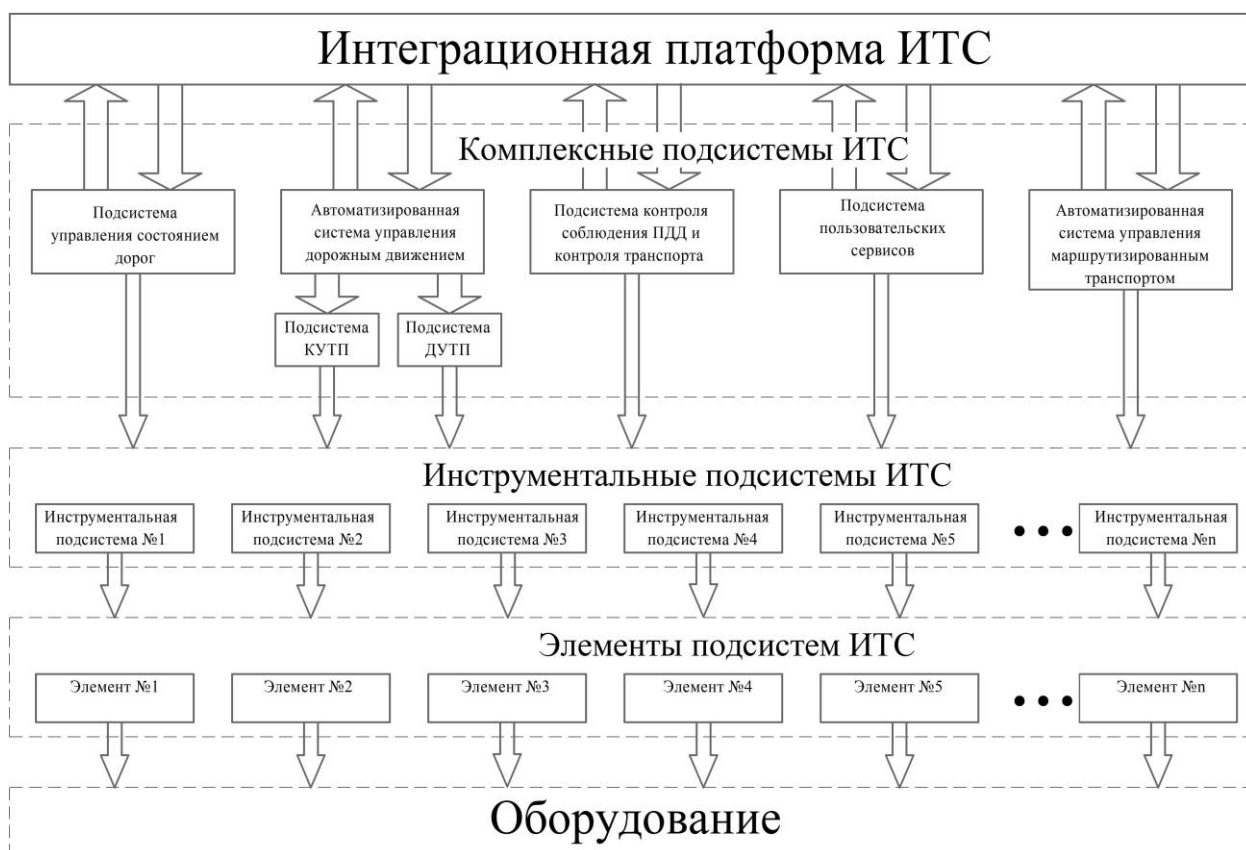 Интеграционная платформа ИТС
Комплексные подсистемы ИТС
Подсистема
управления состоянием
дорог
Автоматизированная
система управления
дорожным движением
Подсистема контроля
соблюдения ПДД и
контроля транспорта
Подсистема
пользовательских
сервисов
Автоматизированная
система управления
маршрутизированным
транспортом
Подсистема
КУТП
Подсистема
ДУТП
Инструментальные подсистемы ИТС
Инструментальная
подсистема №1
Инструментальная
подсистема №2
Инструментальная
подсистема №3
Инструментальная
подсистема №4
Инструментальная
подсистема №5
Инструментальная
подсистема №n
Элементы подсистем ИТС
Элемент №1
Элемент №2
Элемент №3
Элемент №4
Элемент №5
Элемент №n
Оборудование